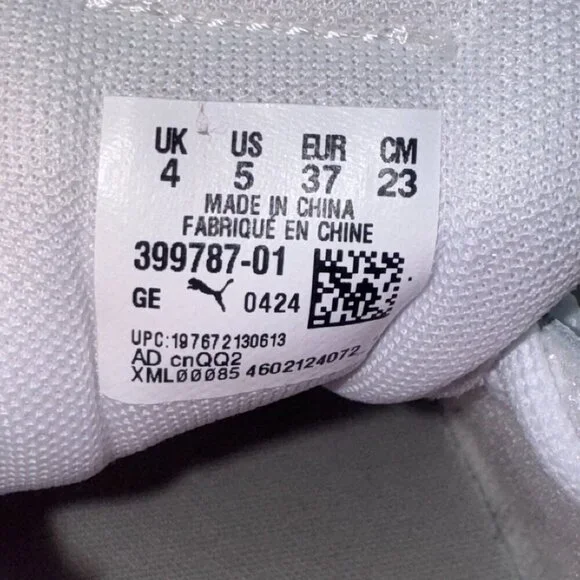 UK US EUR CM
4 5 37 23
MADE IN CHINA
FABRIQUÉ EN CHINE
399787-01
GE 0424
UPC:197672130613
AD cnQQ2
XML00085 4602124072